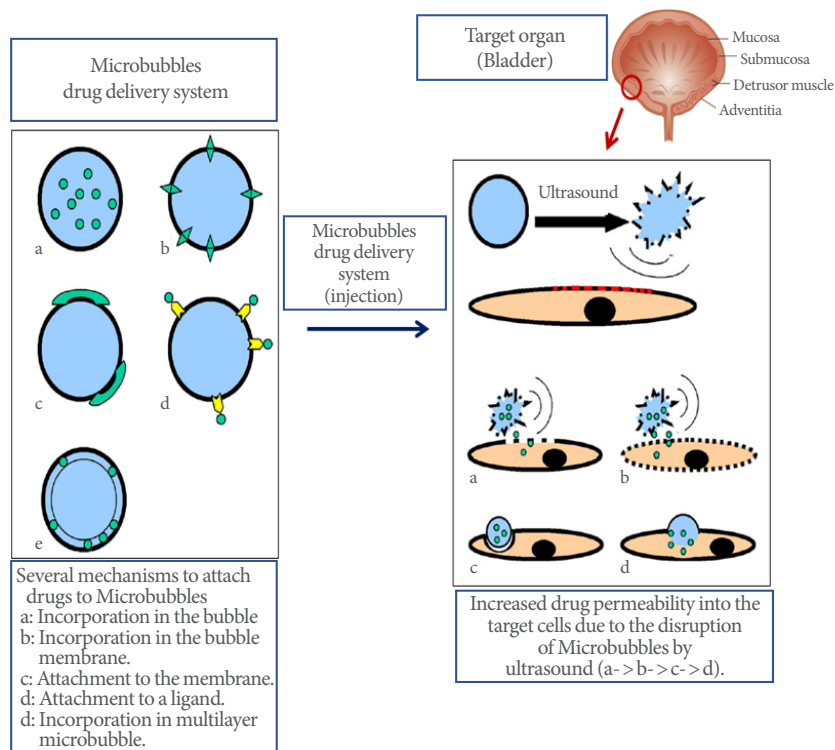 Microbubbles
drug delivery system
a
b
c
d
e
Several mechanisms to attach
drugs to Microbubbles
a: Incorporation in the bubble
b: Incorporation in the bubble
membrane.
c: Attachment to the membrane.
d: Attachment to a ligand.
d: Incorporation in multilayer
microbubble.
Microbubbles
drug delivery
system
(injection)
Target organ
(Bladder)
Mucosa
Submucosa
Detrusor muscle
Adventitia
Ultrasound
a
b
c
d
Increased drug permeability into the
target cells due to the disruption
of Microbubbles by
ultrasound (a->b->c->d).